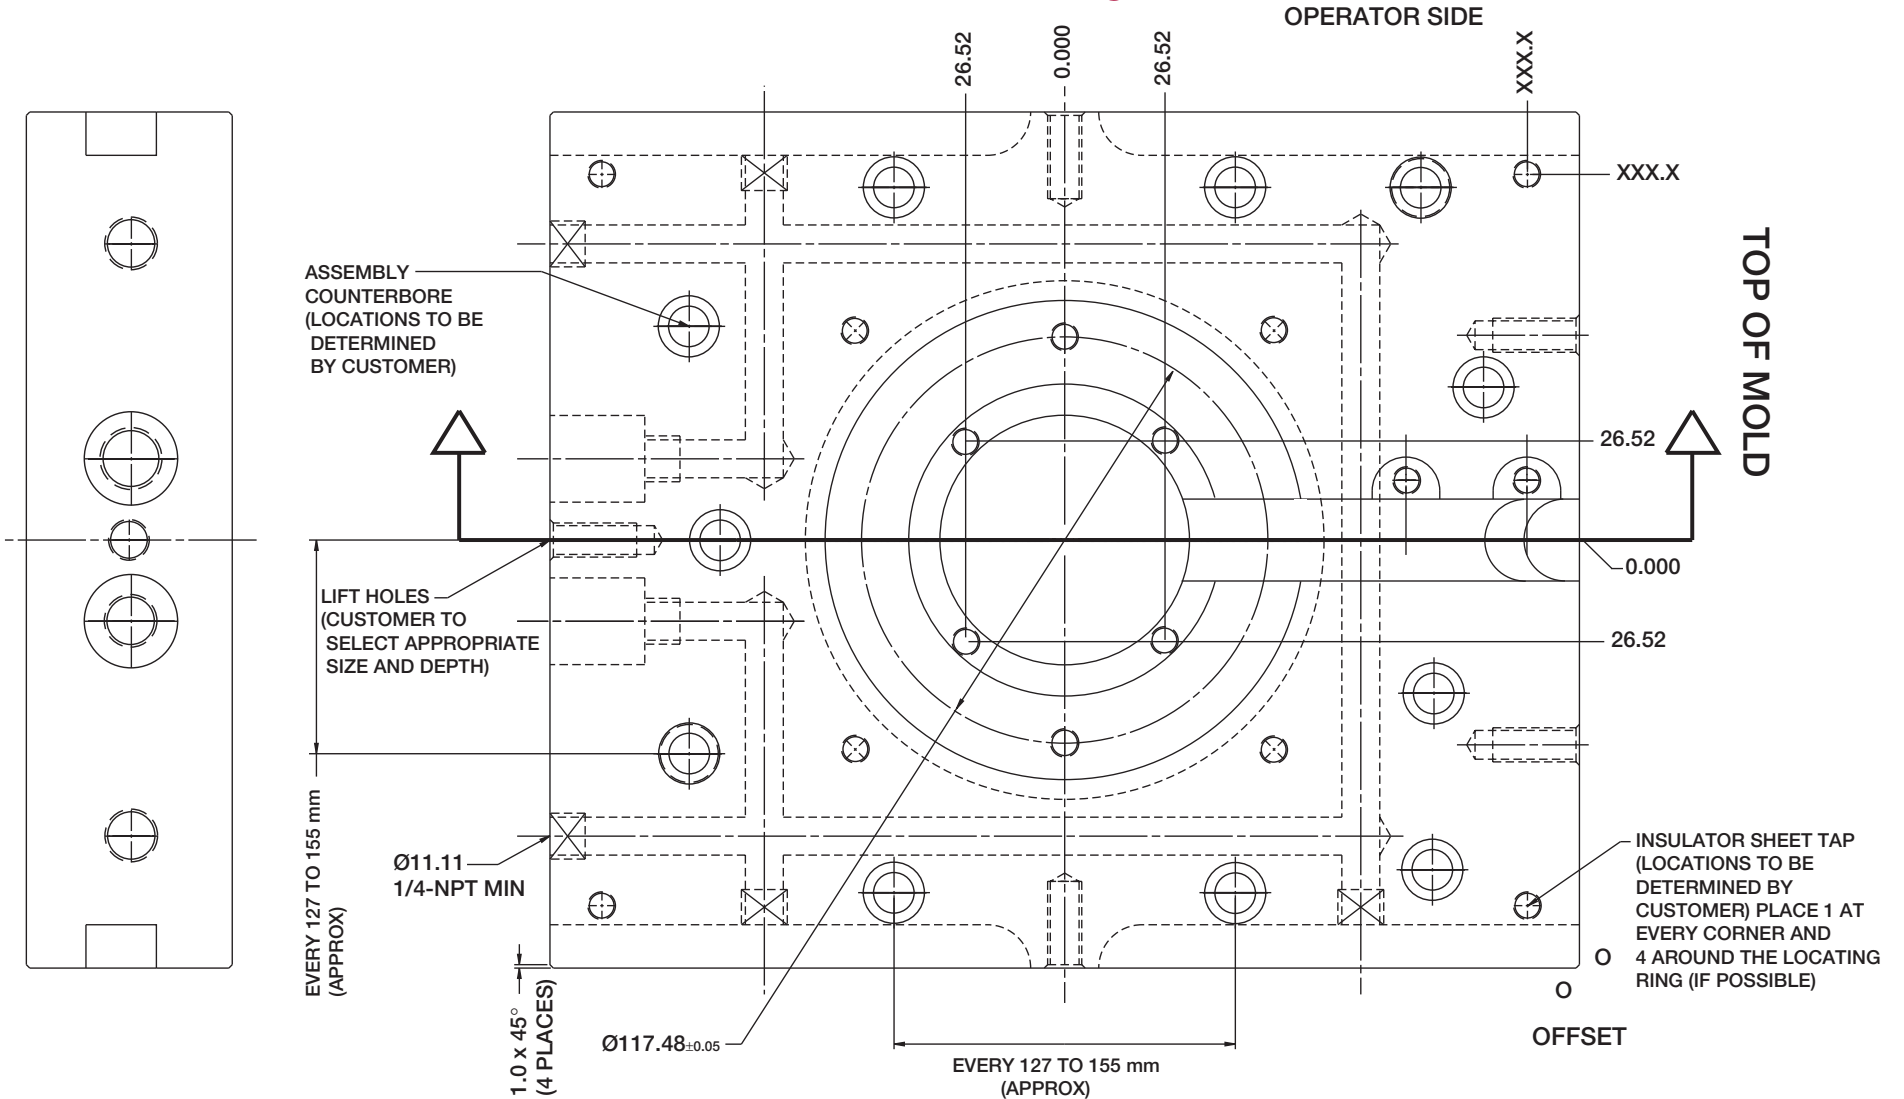 OPERATOR SIDE
26.52
0.000
26.52
XXX.X
XXX.X
TOP OF MOLD
ASSEMBLY
COUNTERBORE
(LOCATIONS TO BE
DETERMINED
BY CUSTOMER)
26.52
0.000
LIFT HOLES
(CUSTOMER TO
SELECT APPROPRIATE
SIZE AND DEPTH)
26.52
EVERY 127 TO 155 mm
(APPROX)
Ø11.11
1/4-NPT MIN
INSULATOR SHEET TAP
(LOCATIONS TO BE
DETERMINED BY
CUSTOMER) PLACE 1 AT
EVERY CORNER AND
4 AROUND THE LOCATING
RING (IF POSSIBLE)
O
O
OFFSET
1.0 x 45°
(4 PLACES)
Ø117.48±0.05
EVERY 127 TO 155 mm
(APPROX)